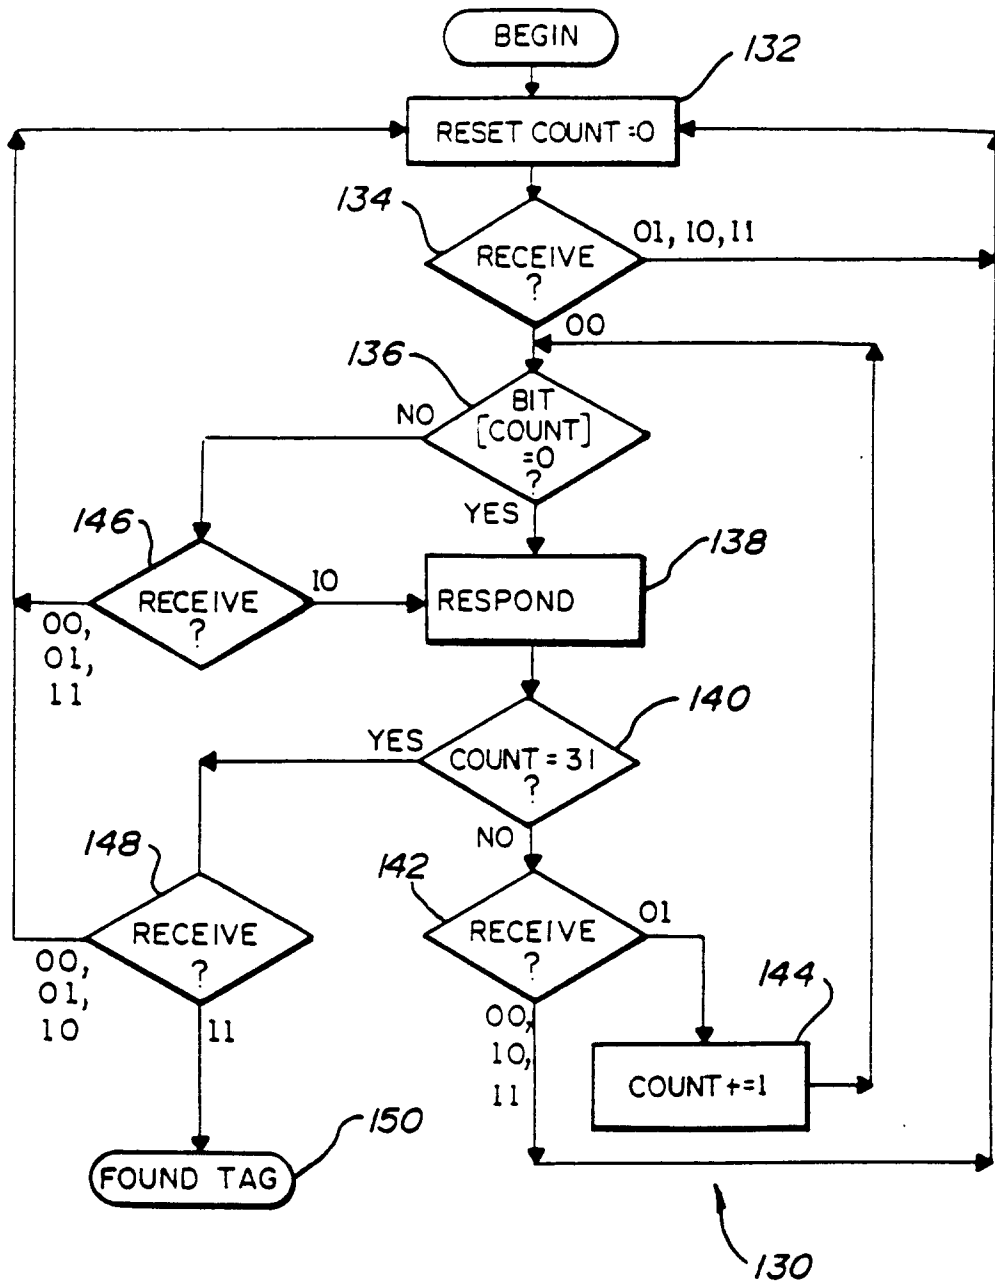 BEGIN
132
RESET COUNT =0
134
RECEIVE
?
01, 10, 11
00
136
BIT
[COUNT]
=0
?
NO
YES
146
RECEIVE
?
10
00,
01,
11
138
RESPOND
140
COUNT = 31
?
YES
NO
148
RECEIVE
?
00,
01,
10
11
142
RECEIVE
?
01
00,
10,
11
144
COUNT +=1
150
FOUND TAG
130